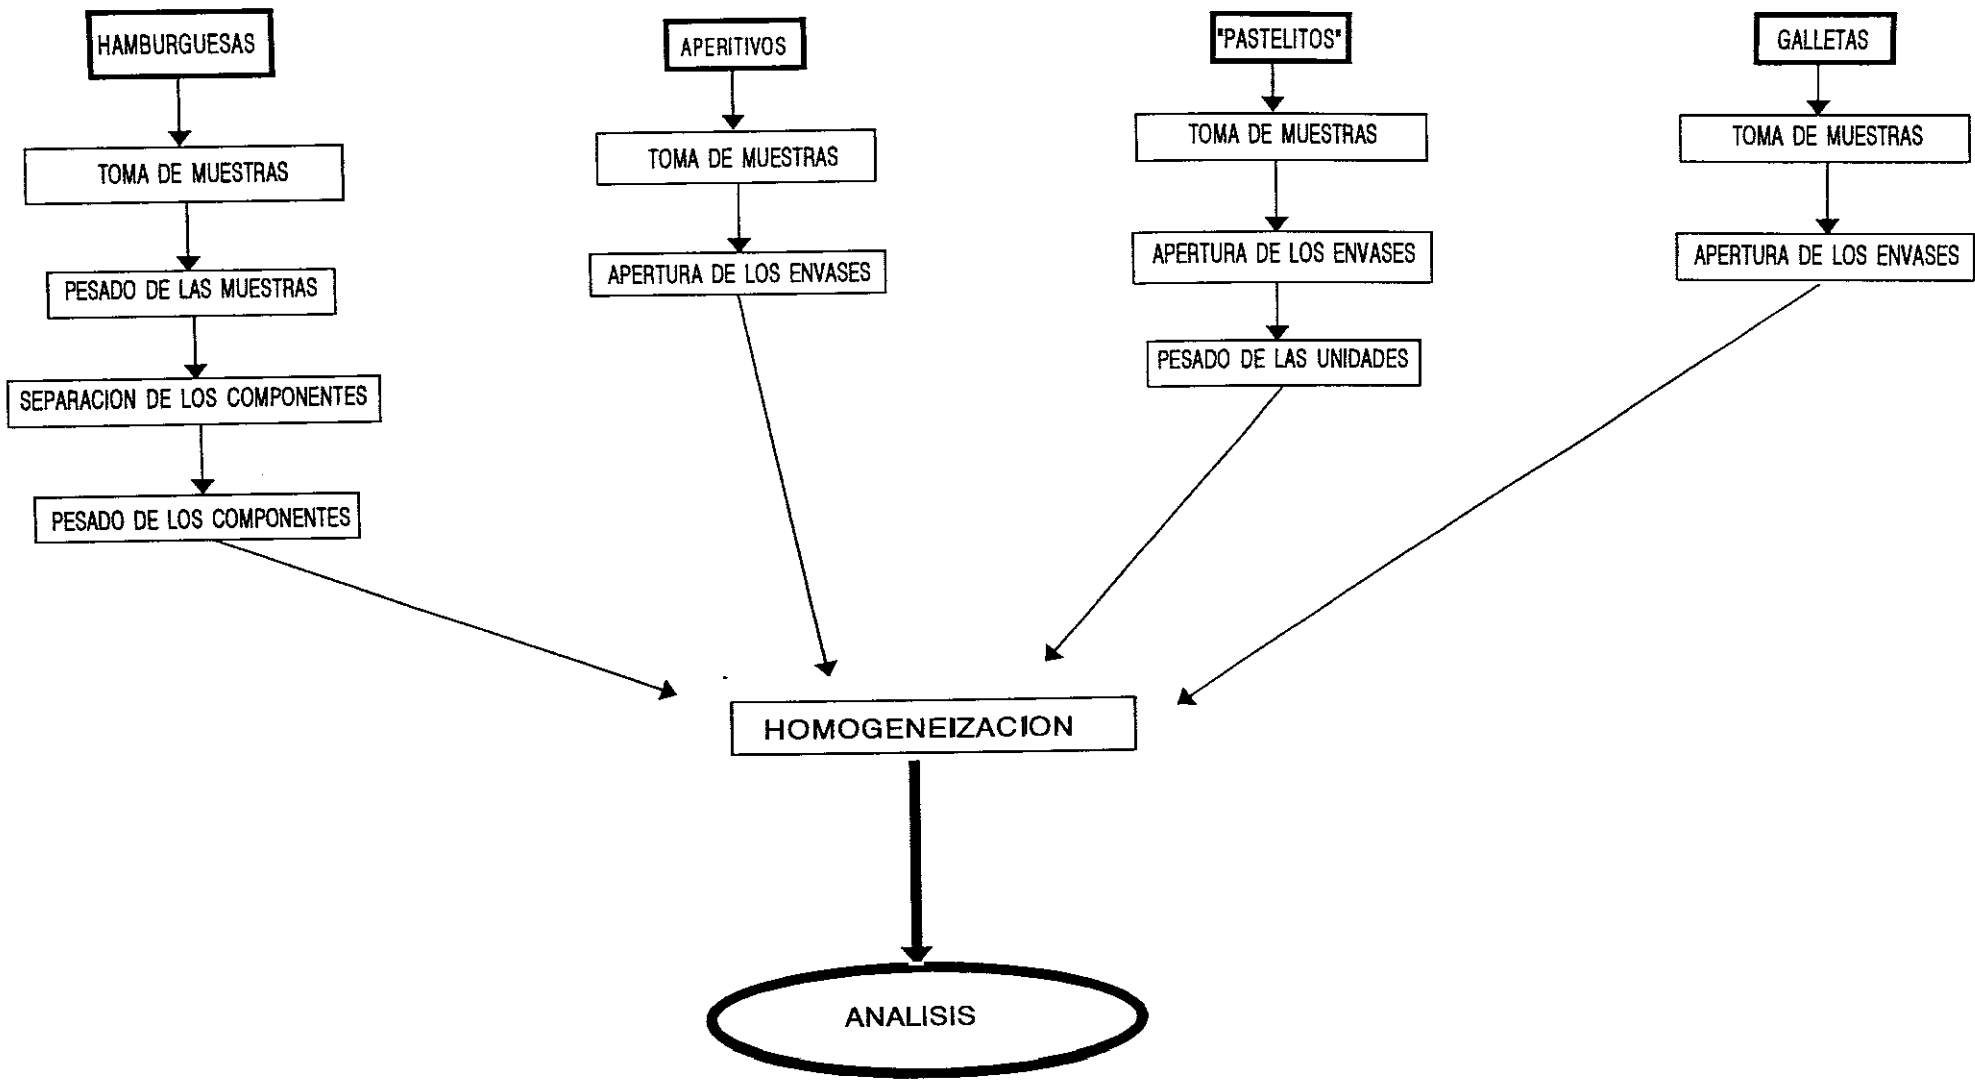 HAMBURGUESAS
TOMA DE MUESTRAS
PESADO DE LAS MUESTRAS
SEPARACION DE LOS COMPONENTES
PESADO DE LOS COMPONENTES
APERITIVOS
TOMA DE MUESTRAS
APERTURA DE LOS ENVASES
"PASTELITOS"
TOMA DE MUESTRAS
APERTURA DE LOS ENVASES
PESADO DE LAS UNIDADES
GALLETAS
TOMA DE MUESTRAS
APERTURA DE LOS ENVASES
HOMOGENEIZACION
ANALISIS